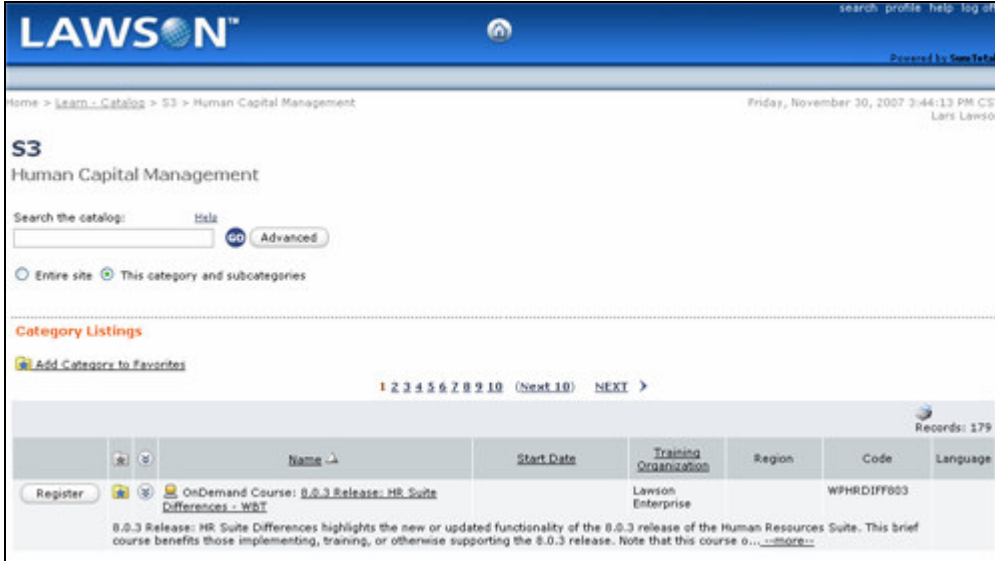 search profile help log off
LAWSON™
Powered by SumTotal
Home > Learn - Catalog > S3 > Human Capital Management
Friday, November 30, 2007 3:44:13 PM CS
Lars Lawso
S3
Human Capital Management
Search the catalog: Help
GO Advanced
Entire site This category and subcategories
Category Listings
Add Category to Favorites
1 2 3 4 5 6 7 8 9 10 (Next 10) NEXT >
Records: 179
Name Start Date Training Organization Region Code Language
Register OnDemand Course: 8.0.3 Release: HR Suite Differences - WBT Lawson Enterprise WPHRDIFF803
8.0.3 Release: HR Suite Differences highlights the new or updated functionality of the 8.0.3 release of the Human Resources Suite. This brief
course benefits those implementing, training, or otherwise supporting the 8.0.3 release. Note that this course o... --more--